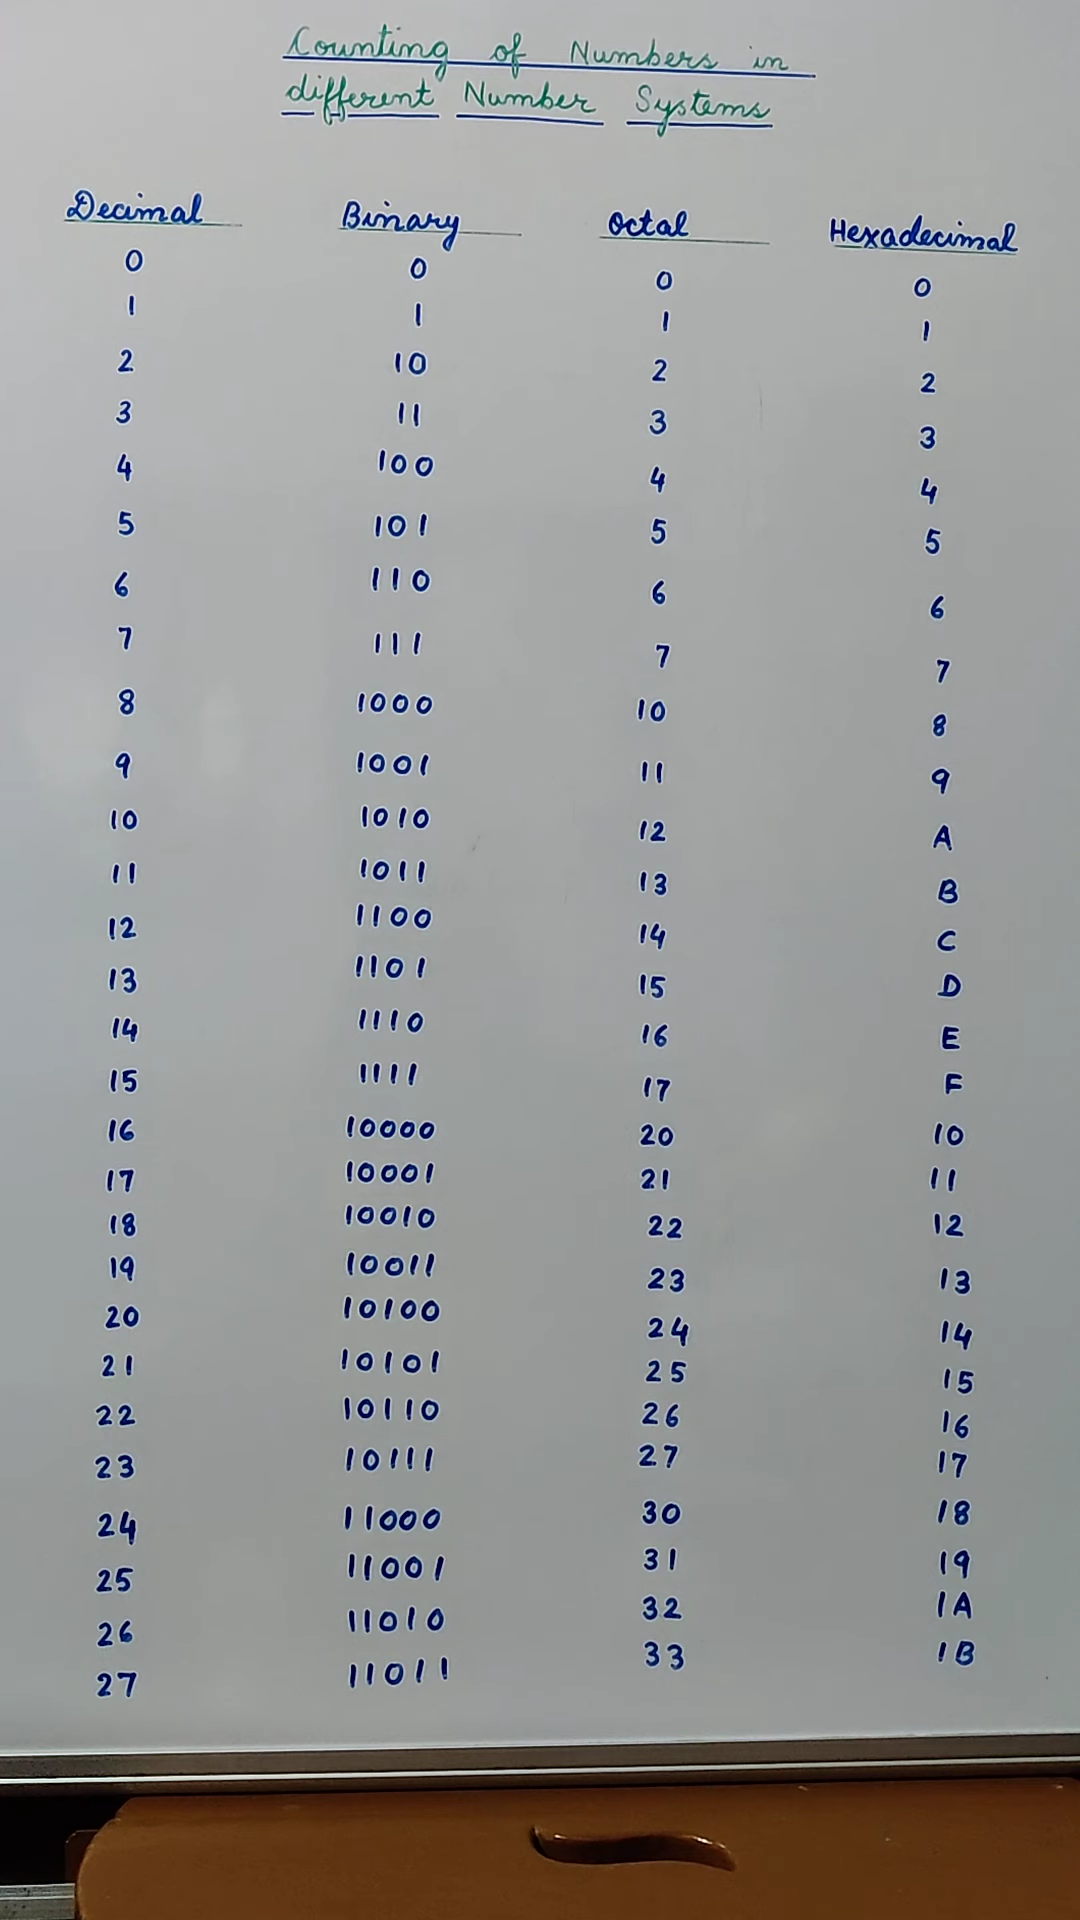 Counting of Numbers in
different Number Systems
Decimal Binary Octal Hexadecimal
0 0 0 0
1 1 1 1
2 10 2 2
3 11 3 3
4 100 4 4
5 101 5 5
6 110 6 6
7 111 7 7
8 1000 10 8
9 1001 11 9
10 1010 12 A
11 1011 13 B
12 1100 14 C
13 1101 15 D
14 1110 16 E
15 1111 17 F
16 10000 20 10
17 10001 21 11
18 10010 22 12
19 10011 23 13
20 10100 24 14
21 10101 25 15
22 10110 26 16
23 10111 27 17
24 11000 30 18
25 11001 31 19
26 11010 32 1A
27 11011 33 1B